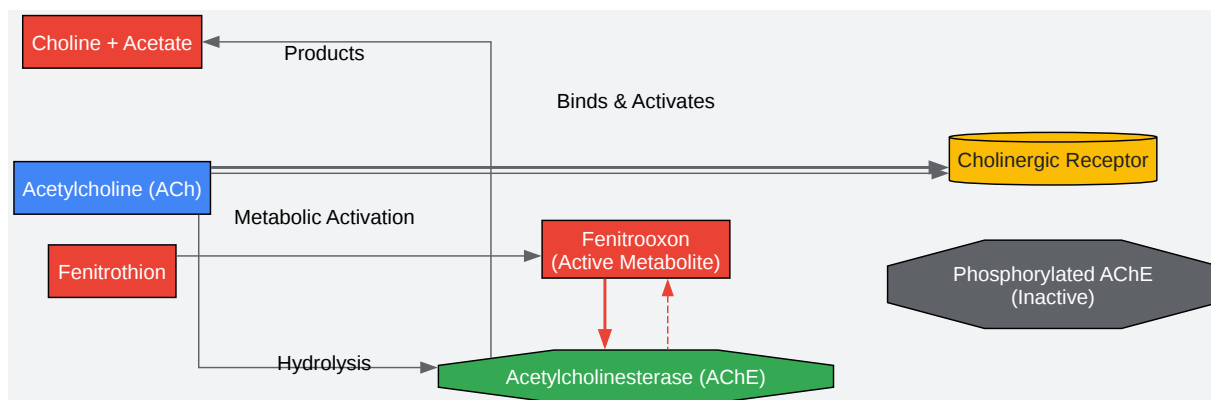 Choline + Acetate
Products
Binds & Activates
Cholinergic Receptor
Acetylcholine (ACh)
Metabolic Activation
Fenitrothion
Fenitrooxon
(Active Metabolite)
Phosphorylated AChE
(Inactive)
Hydrolysis
Acetylcholinesterase (AChE)